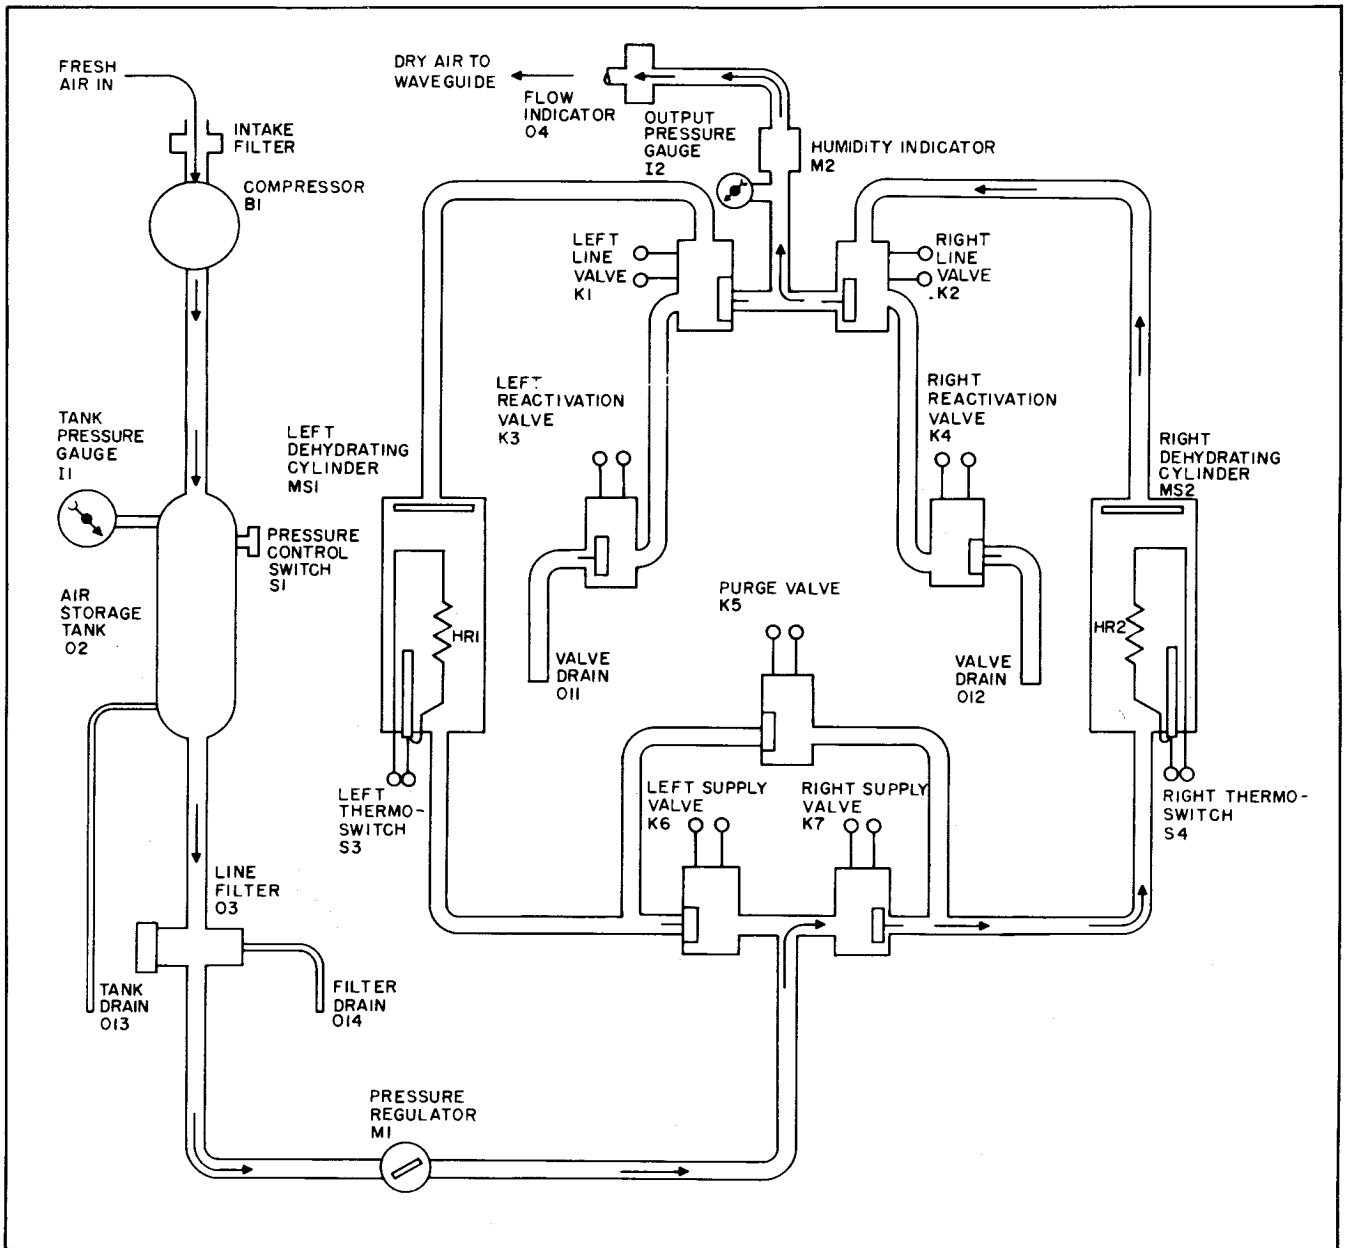 FRESH
AIR IN
INTAKE
FILTER
COMPRESSOR
B1
DRY AIR TO
WAVEGUIDE
FLOW
INDICATOR
O4
OUTPUT
PRESSURE
GAUGE
I2
HUMIDITY INDICATOR
M2
LEFT
LINE
VALVE
K1
RIGHT
LINE
VALVE
K2
TANK
PRESSURE
GAUGE
I1
LEFT
DEHYDRATING
CYLINDER
MS1
LEFT
REACTIVATION
VALVE
K3
RIGHT
REACTIVATION
VALVE
K4
RIGHT
DEHYDRATING
CYLINDER
MS2
PRESSURE
CONTROL
SWITCH
S1
AIR
STORAGE
TANK
O2
HR1
PURGE VALVE
K5
HR2
VALVE
DRAIN
O11
VALVE
DRAIN
O12
LEFT
THERMO-
SWITCH
S3
LEFT SUPPLY
VALVE
K6
RIGHT SUPPLY
VALVE
K7
RIGHT THERMO-
SWITCH
S4
LINE
FILTER
O3
TANK
DRAIN
O13
FILTER
DRAIN
O14
PRESSURE
REGULATOR
M1